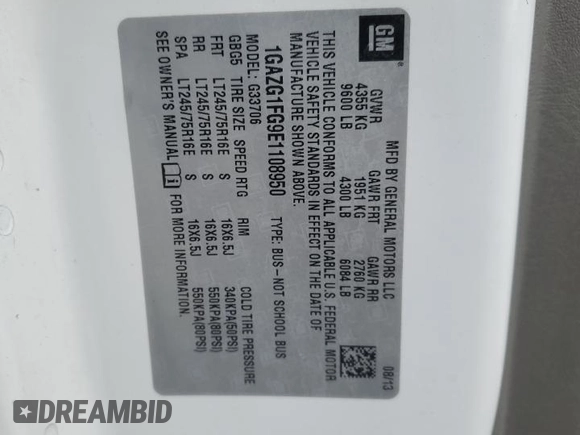 GM
®
MFD BY GENERAL MOTORS LLC
08/13
GVWR GAWR FRT GAWR RR
4355 KG 1951 KG 2760 KG
9600 LB 4300 LB 6084 LB
THIS VEHICLE CONFORMS TO ALL APPLICABLE U.S. FEDERAL MOTOR
VEHICLE SAFETY STANDARDS IN EFFECT ON THE DATE OF
MANUFACTURE SHOWN ABOVE.
1GAZG1FG9E1108950 TYPE: BUS–NOT SCHOOL BUS
MODEL: G33706
GBG5 TIRE SIZE SPEED RTG RIM COLD TIRE PRESSURE
FRT LT245/75R16E S 16X6.5J 340KPA(50PSI)
RR LT245/75R16E S 16X6.5J 550KPA(80PSI)
SPA LT245/75R16E S 16X6.5J 550KPA(80PSI)
SEE OWNER'S MANUAL i FOR MORE INFORMATION.
DREAMBID